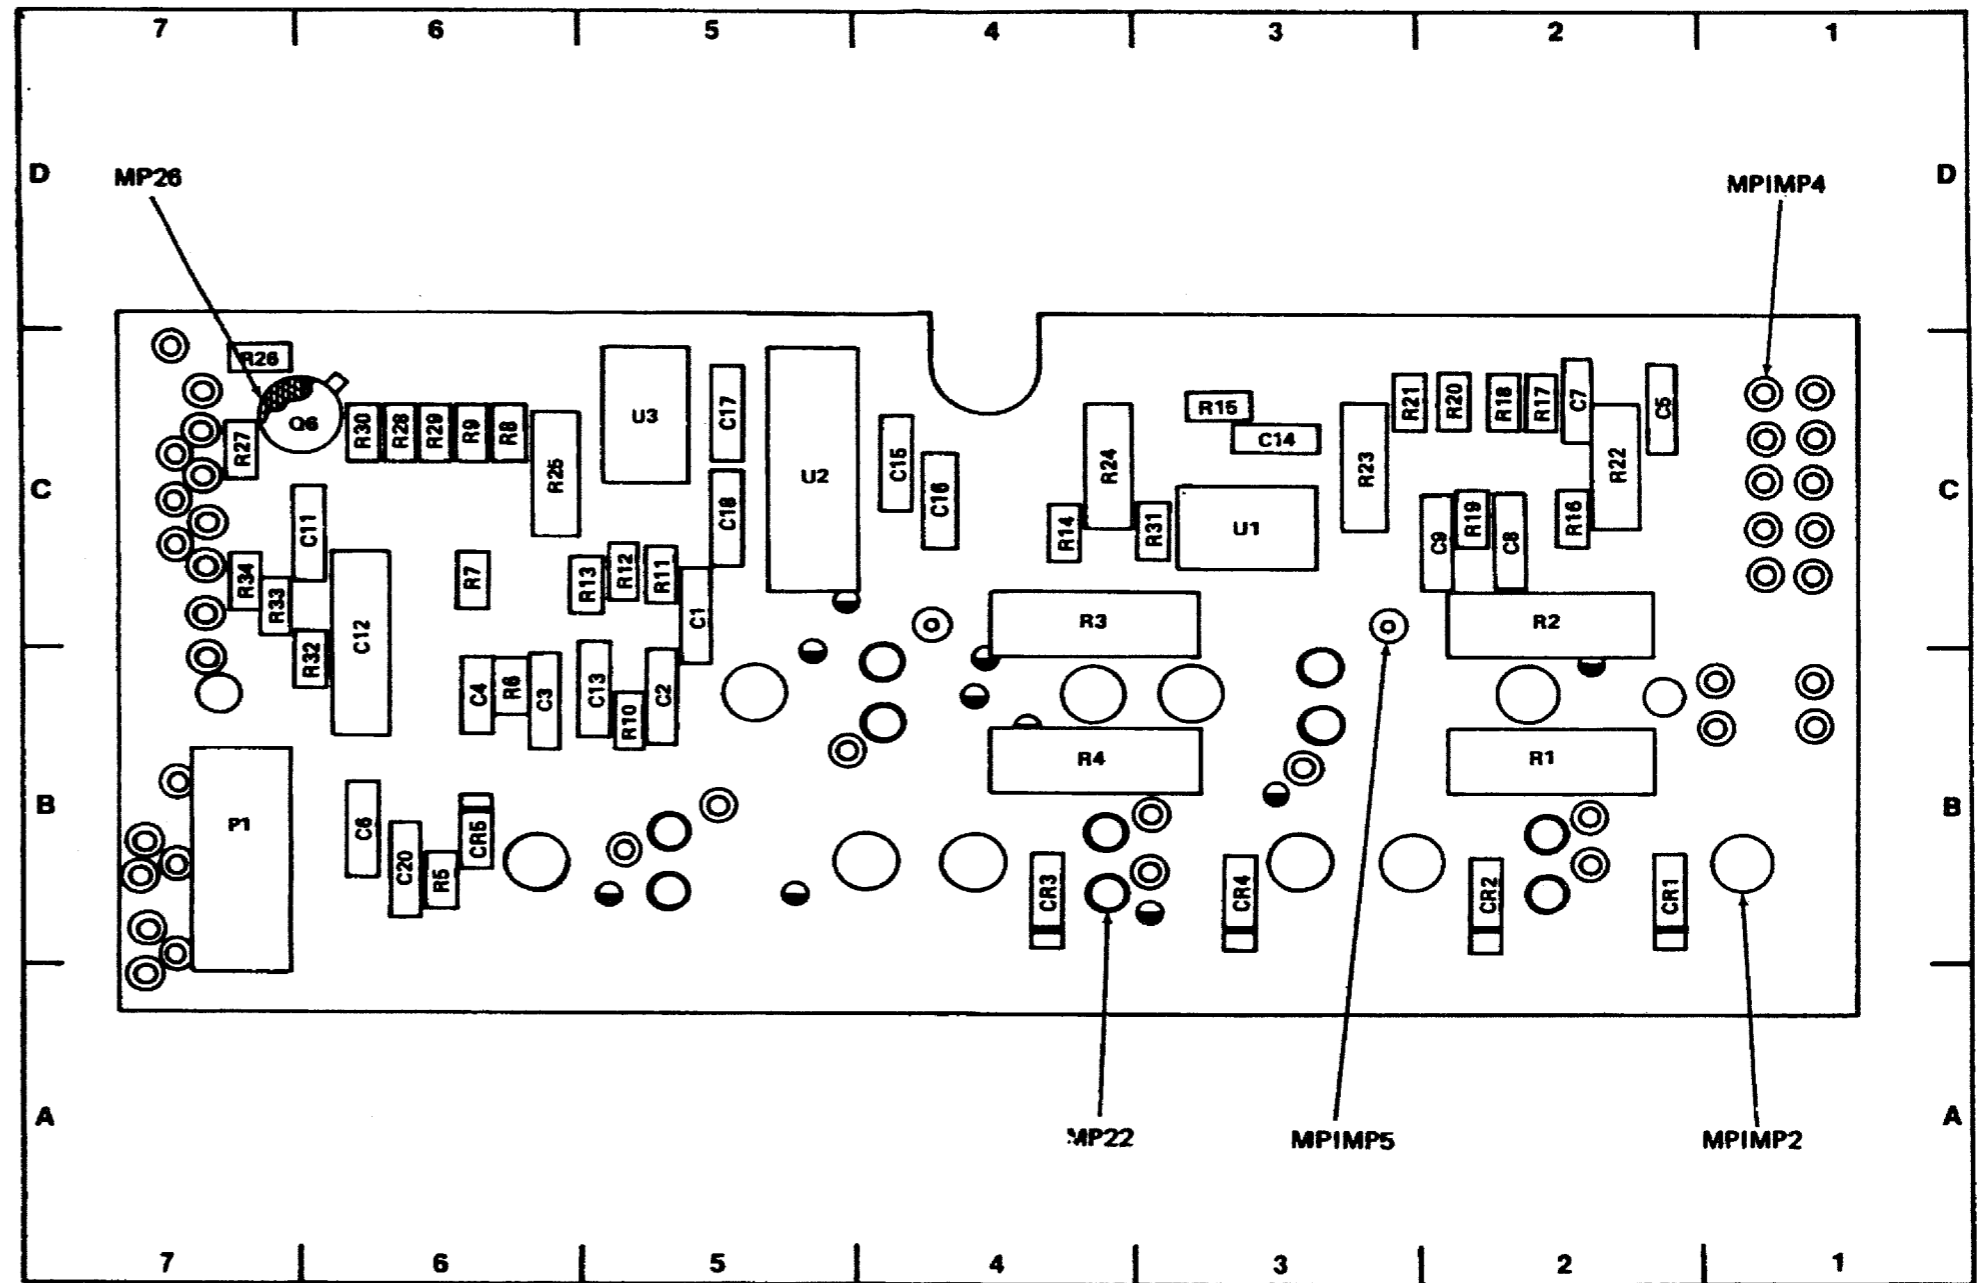 7 6 5 4 3 2 1
D D
MP26 MPIMP4
R26
Q6
R27
R30
R28
R29
R9
R8
R25
U3
C17
C18
U2
C15
C16
R24
R14
R31
R15
C14
U1
R23
R21
R20
R18
R17
C7
R22
C5
C C
C9
R19
C8
R16
C11
R34
R33
R32
C12
R7
R13
R12
R11
C1
R3
R2
C4
R6
C3
C13
R10
C2
R4
R1
B B
P1
C6
C20
R5
CR5
CR3
CR4
CR2
CR1
A A
MP22 MPIMP5 MPIMP2
7 6 5 4 3 2 1